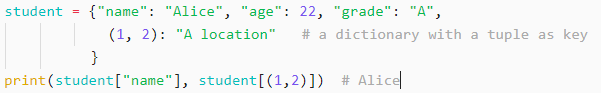 student = {"name": "Alice", "age": 22, "grade": "A",
(1, 2): "A location"   # a dictionary with a tuple as key
}
print(student["name"], student[(1,2)])  # Alice